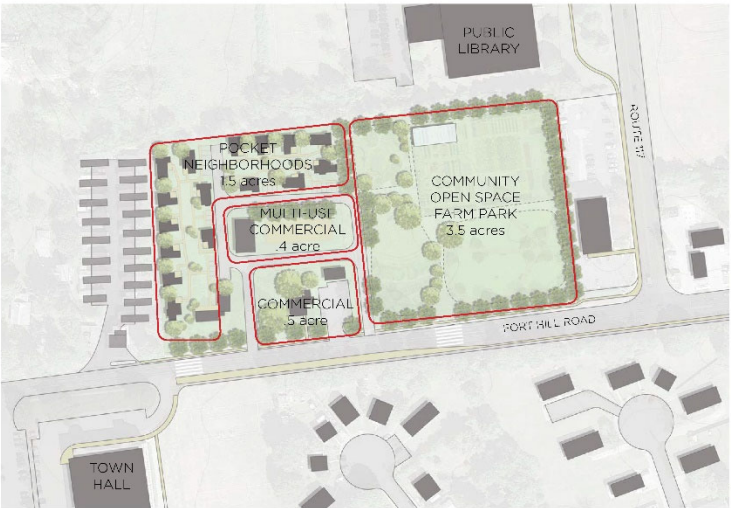 PUBLIC
LIBRARY
ROUTE 117
POCKET
NEIGHBORHOODS
1.5 acres
COMMUNITY
OPEN SPACE
FARM PARK
3.5 acres
MULTI-USE
COMMERCIAL
.4 acre
COMMERCIAL
.5 acre
FORT HILL ROAD
TOWN
HALL